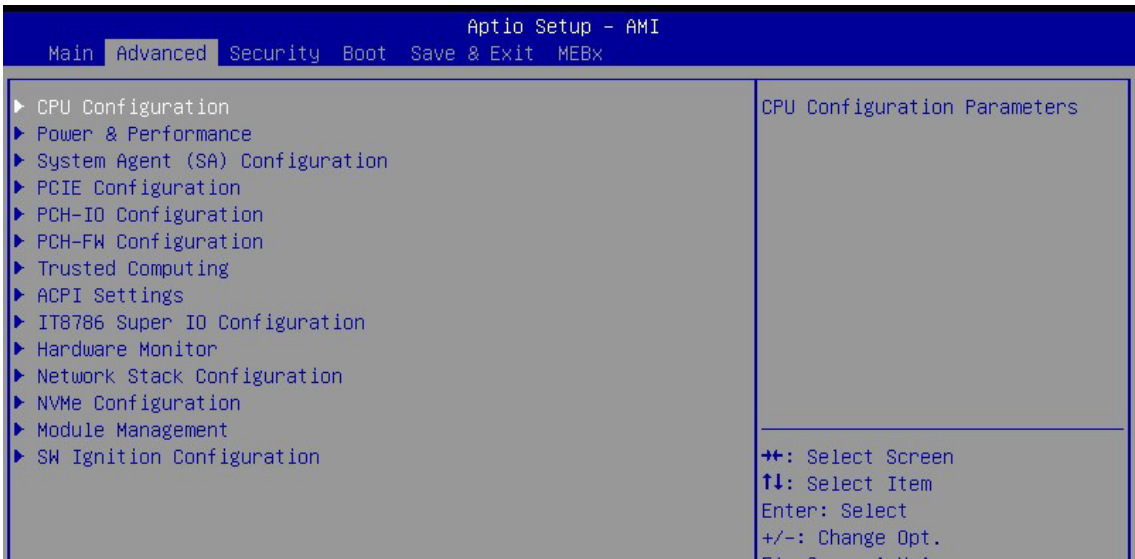 Aptio Setup – AMI
Main Advanced Security Boot Save & Exit MEBx
CPU Configuration
Power & Performance
System Agent (SA) Configuration
PCIE Configuration
PCH-IO Configuration
PCH-FW Configuration
Trusted Computing
ACPI Settings
IT8786 Super IO Configuration
Hardware Monitor
Network Stack Configuration
NVMe Configuration
Module Management
SW Ignition Configuration
CPU Configuration Parameters
→←: Select Screen
↑↓: Select Item
Enter: Select
+/-: Change Opt.